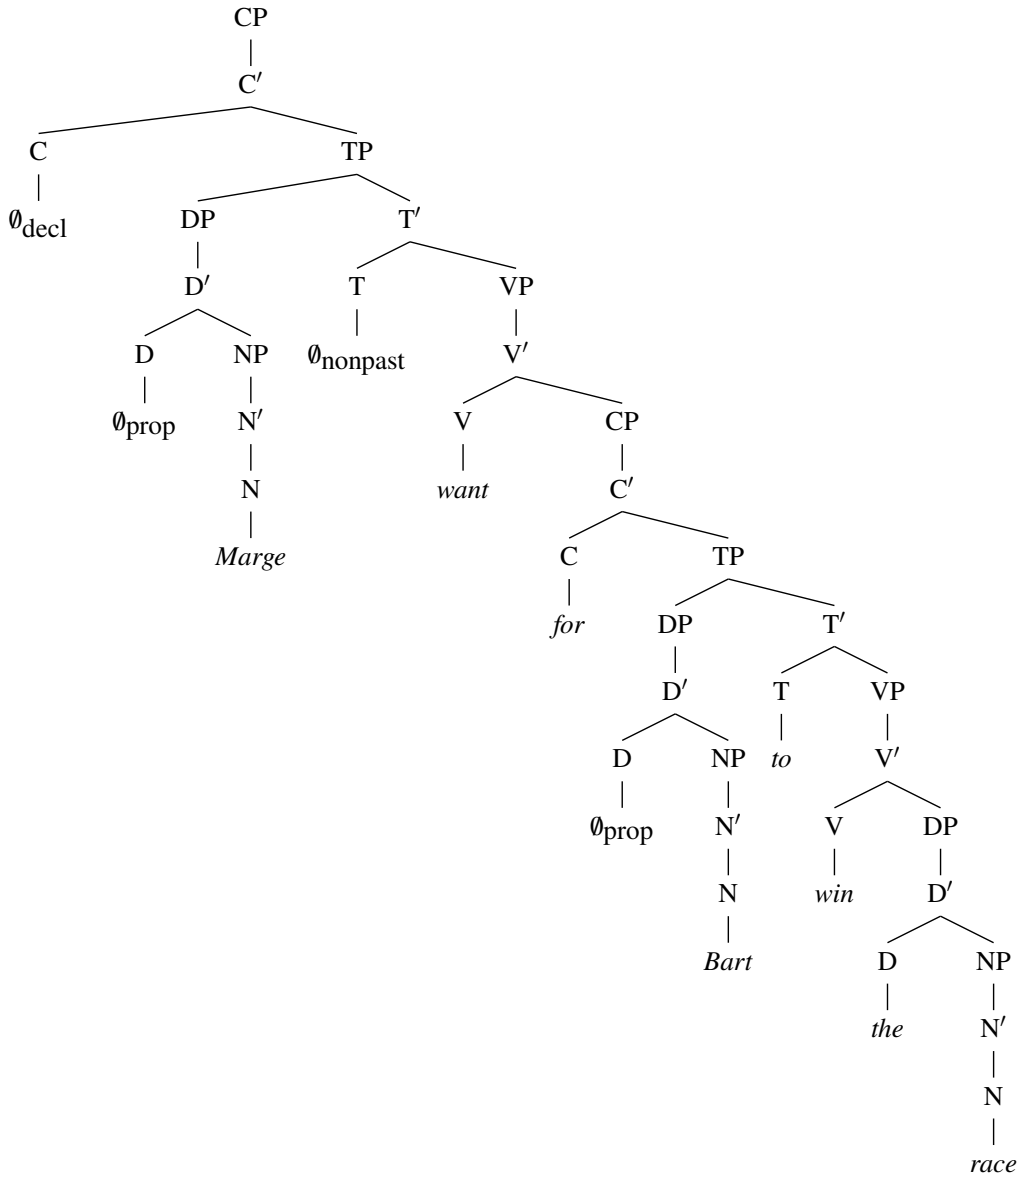 CP
C′
C TP
∅decl DP T′
D′ T VP
D NP ∅nonpast V′
∅prop N′ V CP
N want C′
Marge C TP
for DP T′
D′ T VP
D NP to V′
∅prop N′ V DP
N win D′
Bart D NP
the N′
N
race